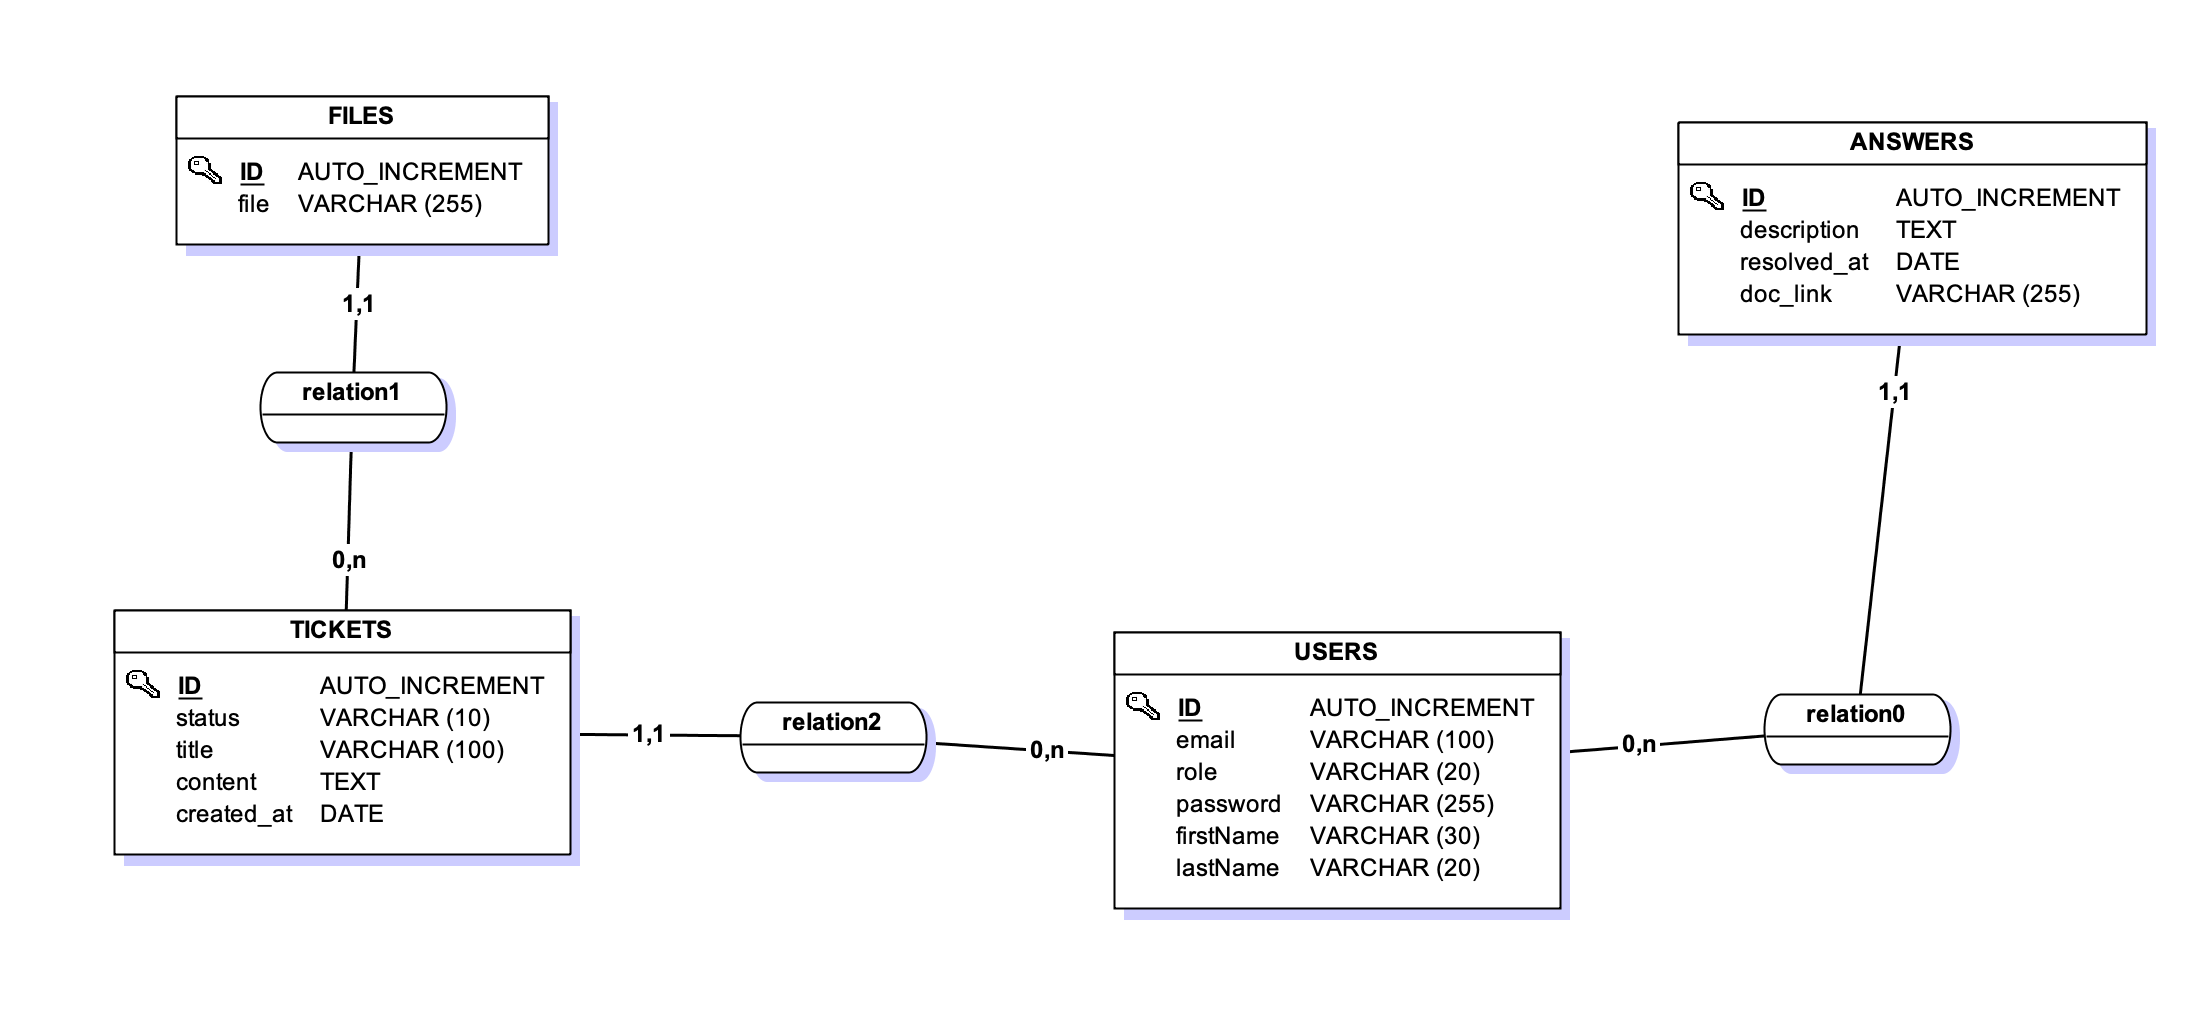 FILES
ID AUTO_INCREMENT
file VARCHAR (255)
1,1
relation1
0,n
TICKETS
ID AUTO_INCREMENT
status VARCHAR (10)
title VARCHAR (100)
content TEXT
created_at DATE
1,1
relation2
0,n
USERS
ID AUTO_INCREMENT
email VARCHAR (100)
role VARCHAR (20)
password VARCHAR (255)
firstName VARCHAR (30)
lastName VARCHAR (20)
0,n
relation0
1,1
ANSWERS
ID AUTO_INCREMENT
description TEXT
resolved_at DATE
doc_link VARCHAR (255)